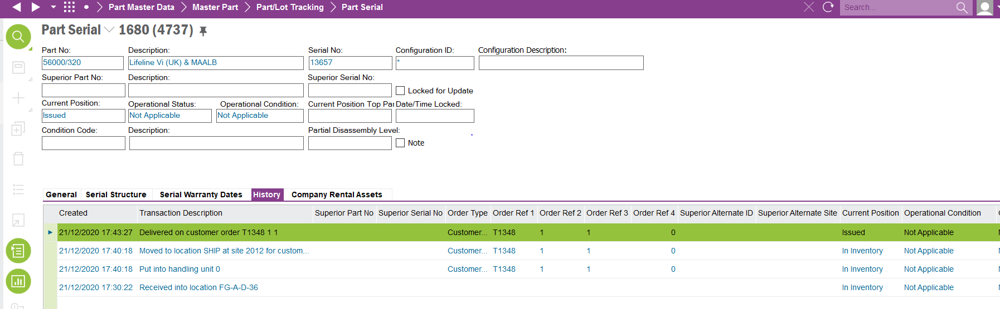 Part Master Data Master Part Part/Lot Tracking Part Serial Search...
Part Serial 1680 (4737)
Part No: Description: Serial No: Configuration ID: Configuration Description:
56000/320 Lifeline Vi (UK) & MAALB 13657 *
Superior Part No: Description: Superior Serial No:
Locked for Update
Current Position: Operational Status: Operational Condition: Current Position Top Par Date/Time Locked:
Issued Not Applicable Not Applicable
Condition Code: Description: Partial Disassembly Level:
Note
General Serial Structure Serial Warranty Dates History Company Rental Assets
Created Transaction Description Superior Part No Superior Serial No Order Type Order Ref 1 Order Ref 2 Order Ref 3 Order Ref 4 Superior Alternate ID Superior Alternate Site Current Position Operational Condition
21/12/2020 17:43:27 Delivered on customer order T1348 1 1 Customer... T1348 1 1 0 Issued Not Applicable
21/12/2020 17:40:18 Moved to location SHIP at site 2012 for custom... Customer... T1348 1 1 0 In Inventory Not Applicable
21/12/2020 17:40:18 Put into handling unit 0 Customer... T1348 1 1 0 In Inventory Not Applicable
21/12/2020 17:30:22 Received into location FG-A-D-36 In Inventory Not Applicable